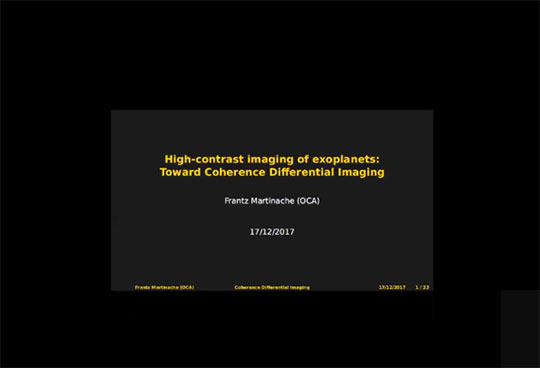 High-contrast imaging of exoplanets:
Toward Coherence Differential Imaging
Frantz Martinache (OCA)
17/12/2017
Frantz Martinache (OCA) Coherence Differential Imaging 17/12/2017 1 / 23